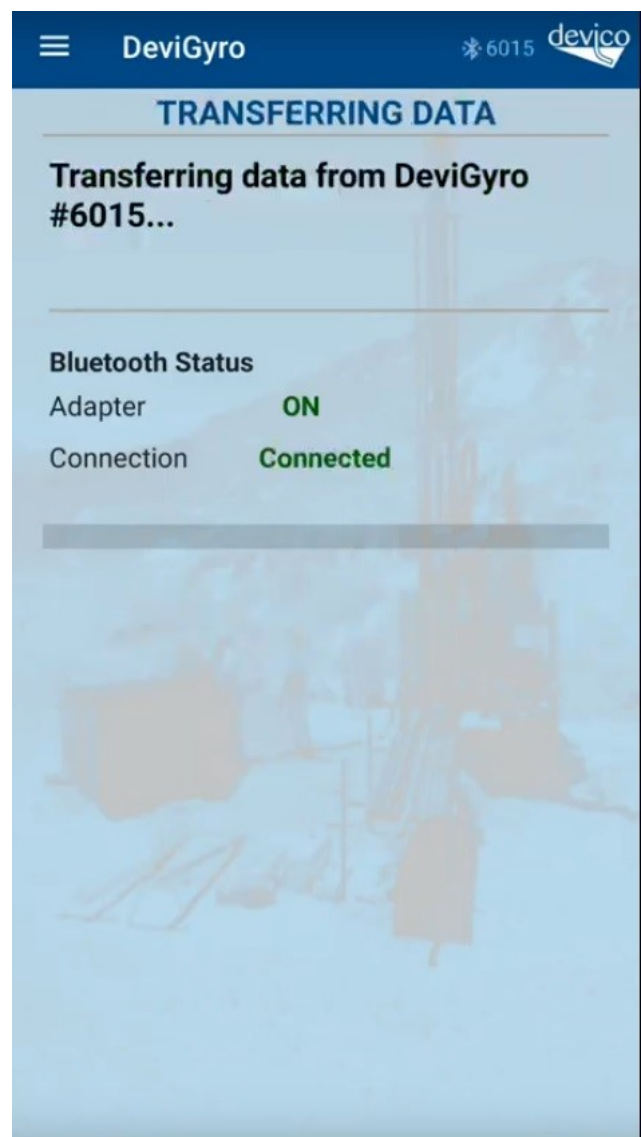 DeviGyro
6015
devico
TRANSFERRING DATA
Transferring data from DeviGyro
#6015...
Bluetooth Status
Adapter ON
Connection Connected